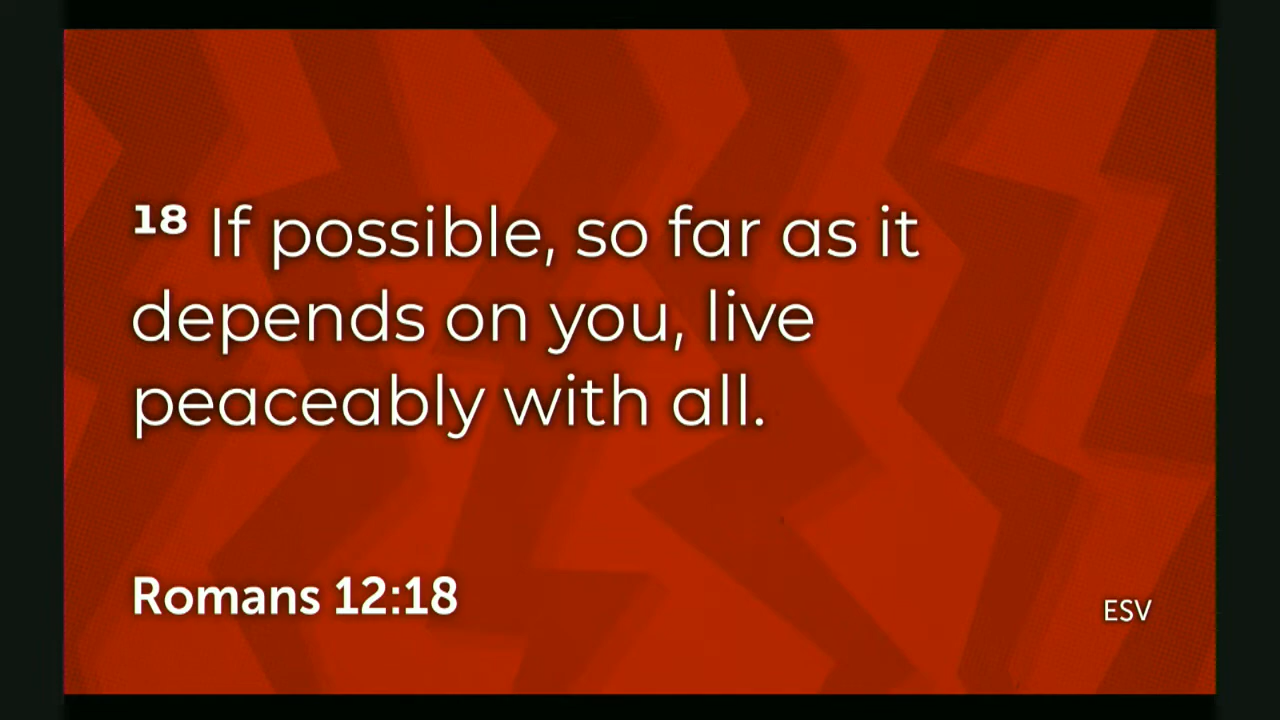 18 If possible, so far as it
depends on you, live
peaceably with all.
Romans 12:18
ESV